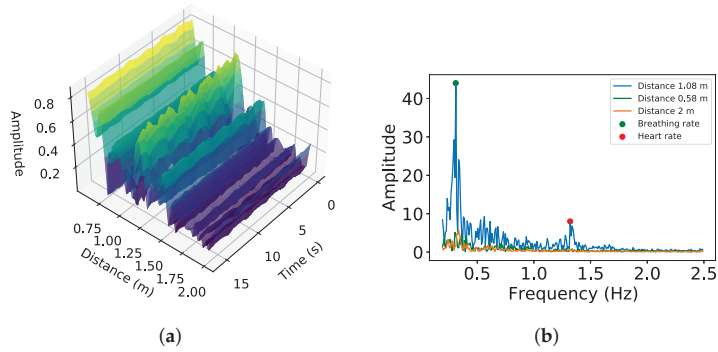 0.8
0.6
0.4
0.2
Amplitude
0.75
1.00
1.25
1.50
1.75
2.00
Distance (m)
0
5
10
15
Time (s)
(a)
40
30
20
10
0
Amplitude
Distance 1.08 m
Distance 0,58 m
Distance 2 m
Breathing rate
Heart rate
0.5 1.0 1.5 2.0 2.5
Frequency (Hz)
(b)